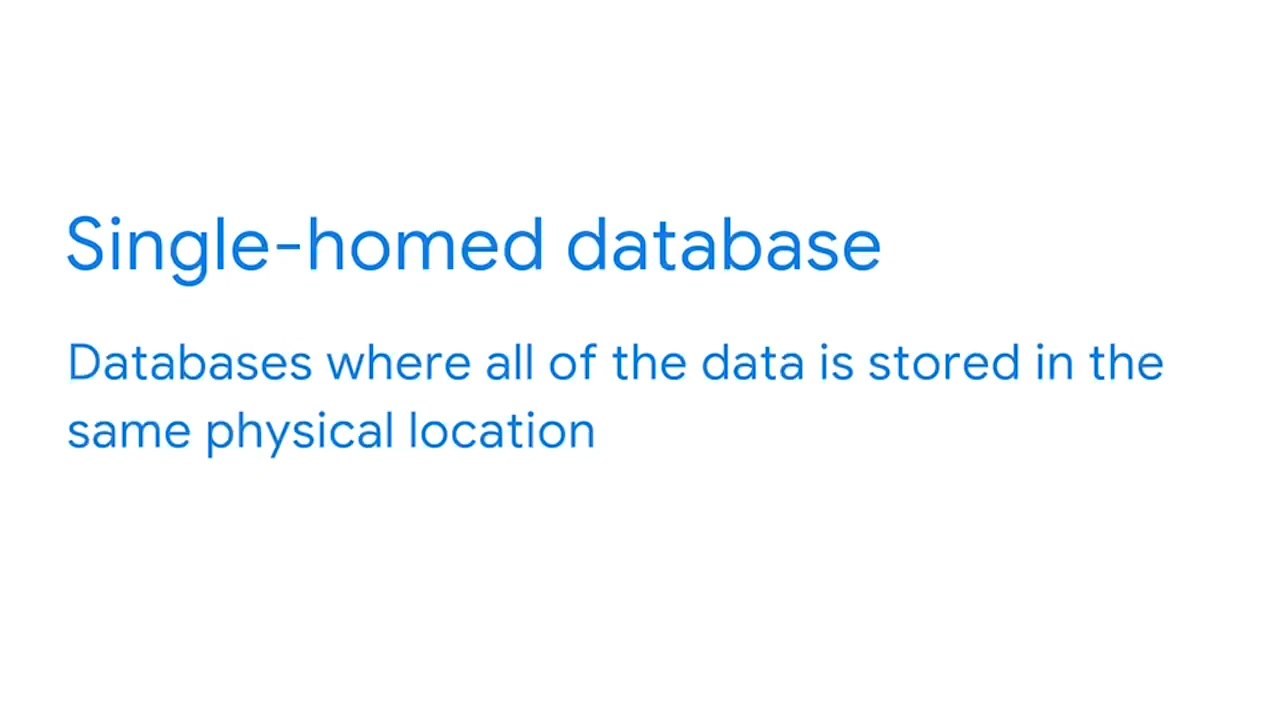 Single-homed database
Databases where all of the data is stored in the
same physical location